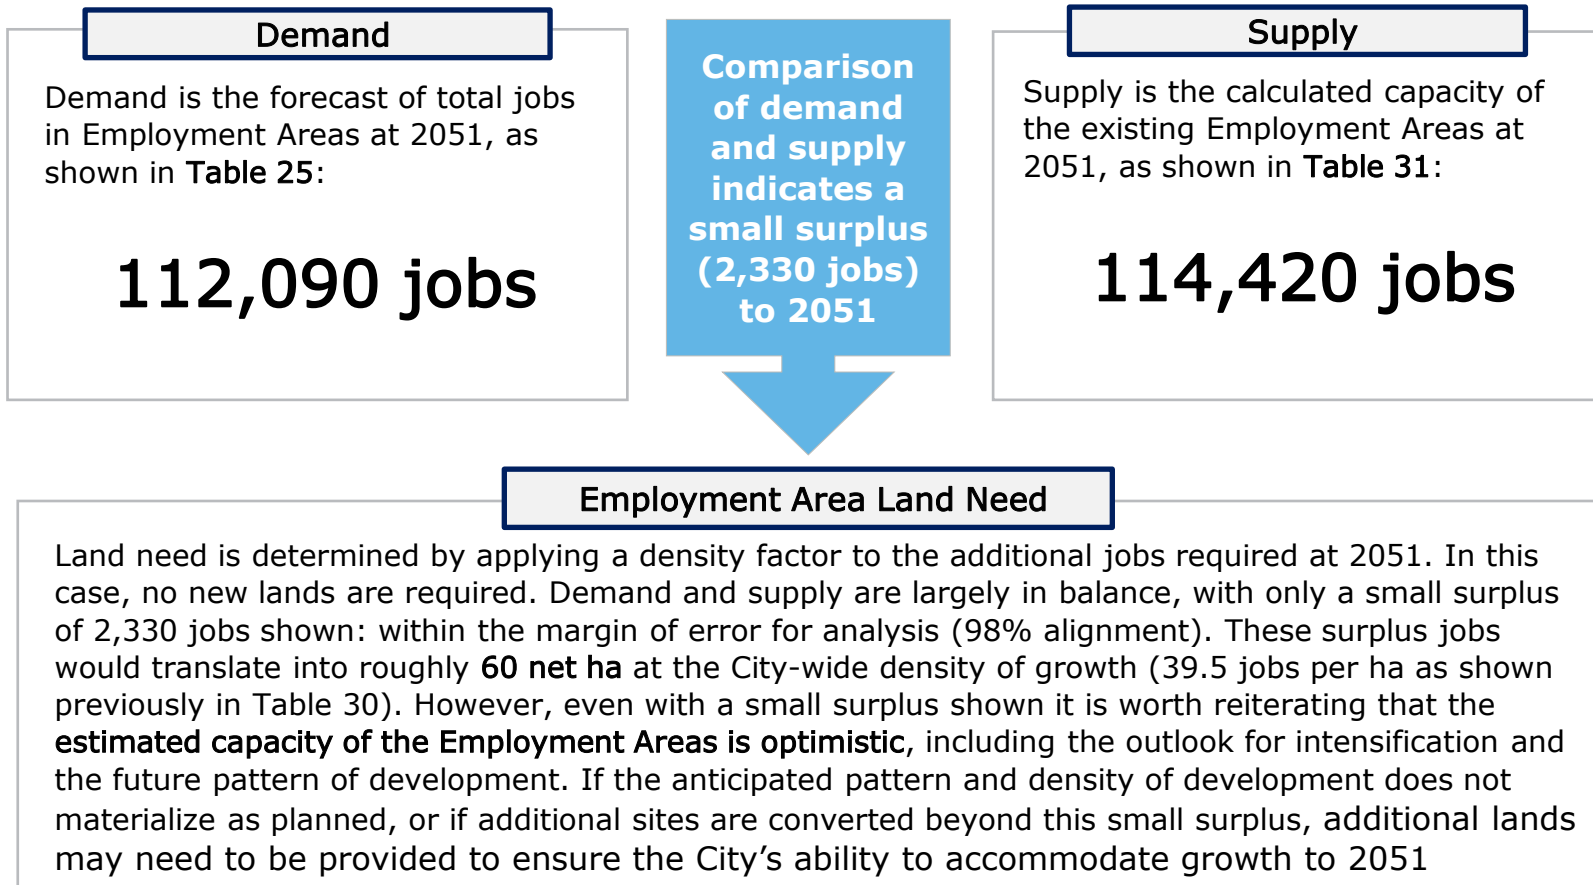 Demand
Demand is the forecast of total jobs
in Employment Areas at 2051, as
shown in Table 25:
112,090 jobs
Comparison
of demand
and supply
indicates a
small surplus
(2,330 jobs)
to 2051
Supply
Supply is the calculated capacity of
the existing Employment Areas at
2051, as shown in Table 31:
114,420 jobs
Employment Area Land Need
Land need is determined by applying a density factor to the additional jobs required at 2051. In this
case, no new lands are required. Demand and supply are largely in balance, with only a small surplus
of 2,330 jobs shown: within the margin of error for analysis (98% alignment). These surplus jobs
would translate into roughly 60 net ha at the City-wide density of growth (39.5 jobs per ha as shown
previously in Table 30). However, even with a small surplus shown it is worth reiterating that the
estimated capacity of the Employment Areas is optimistic, including the outlook for intensification and
the future pattern of development. If the anticipated pattern and density of development does not
materialize as planned, or if additional sites are converted beyond this small surplus, additional lands
may need to be provided to ensure the City's ability to accommodate growth to 2051